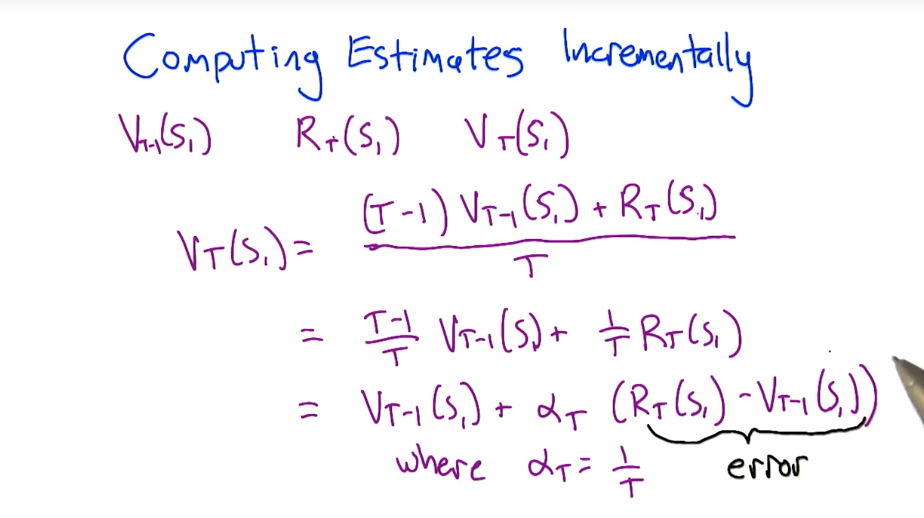 Computing Estimates Incrementally
V_{T-1}(S_1)    R_T(S_1)    V_T(S_1)
V_T(S_1) = \frac{(T-1) V_{T-1}(S_1) + R_T(S_1)}{T}
= \frac{T-1}{T} V_{T-1}(S_1) + \frac{1}{T} R_T(S_1)
= V_{T-1}(S_1) + α_T (R_T(S_1) - V_{T-1}(S_1))
where α_T = \frac{1}{T}    error